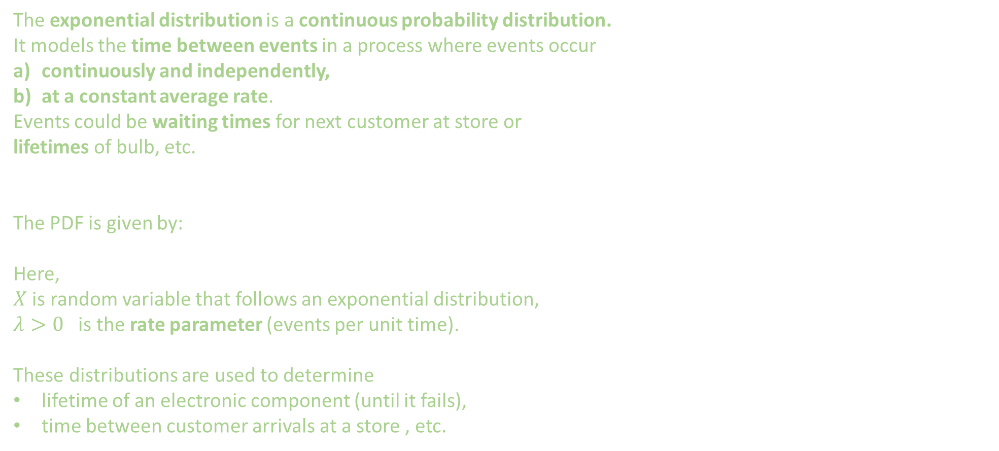 The exponential distribution is a continuous probability distribution.
It models the time between events in a process where events occur
a) continuously and independently,
b) at a constant average rate.
Events could be waiting times for next customer at store or
lifetimes of bulb, etc.
The PDF is given by:
Here,
X is random variable that follows an exponential distribution,
λ > 0 is the rate parameter (events per unit time).
These distributions are used to determine
• lifetime of an electronic component (until it fails),
• time between customer arrivals at a store , etc.